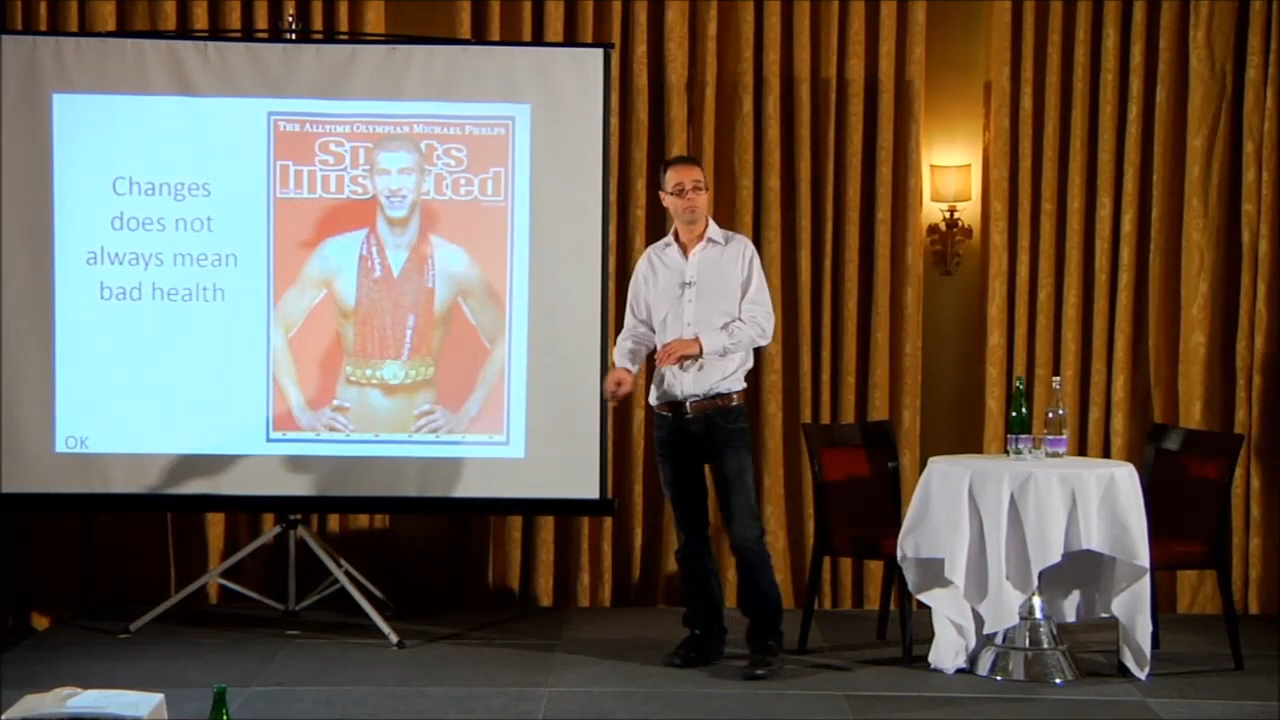 Changes
does not
always mean
bad health
OK
THE ALLTIME OLYMPIAN MICHAEL PHELPS
Sports
Illustrated